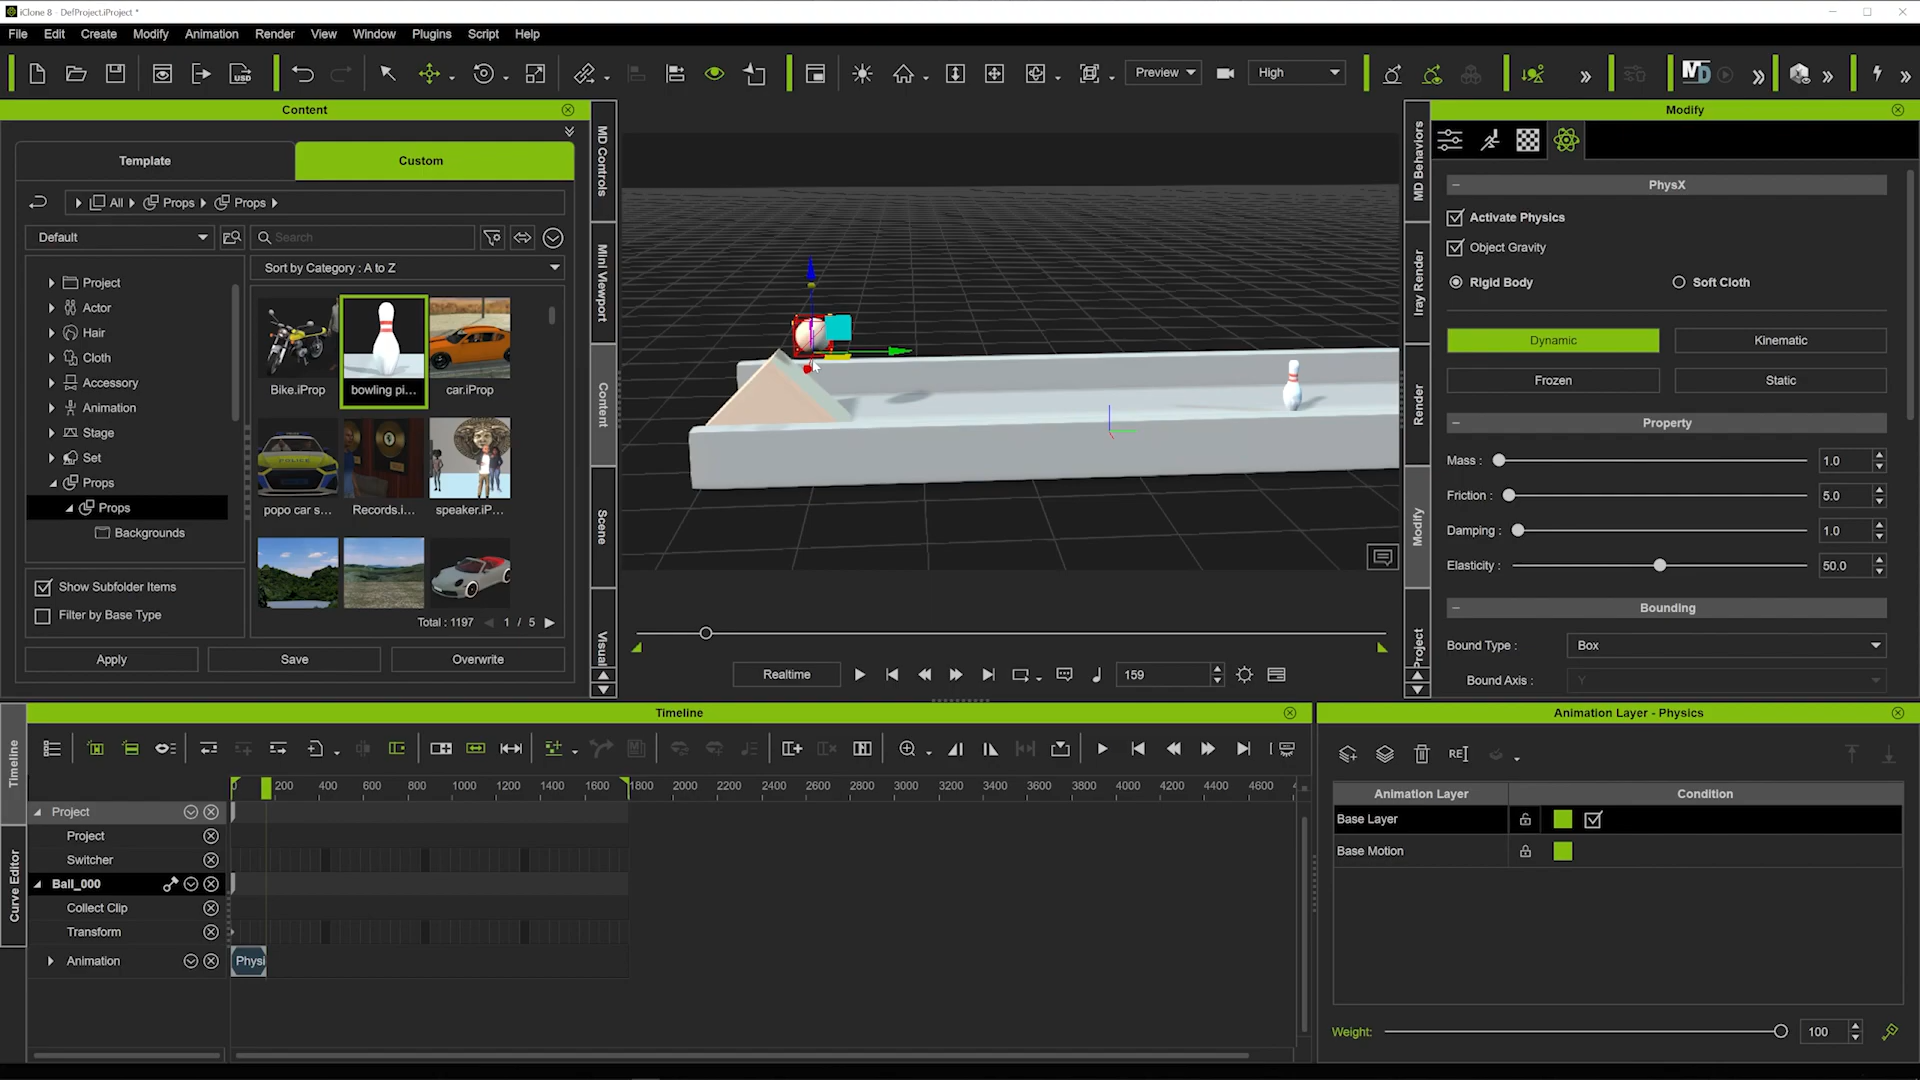 iClone 8 - DefProject.iProject *
File Edit Create Modify Animation Render View Window Plugins Script Help
USD
Preview
High
MD
Content
Template
Custom
All
Props
Props
Default
Search
Sort by Category : A to Z
Project
Actor
Hair
Cloth
Accessory
Animation
Stage
Set
Props
Props
Backgrounds
Show Subfolder Items
Filter by Base Type
Bike.iProp
bowling pi...
car.iProp
POLICE
popo car s...
Records.i...
speaker.iP...
Total : 1197
1 / 5
Apply
Save
Overwrite
MD Controls
Mini Viewport
Content
Scene
Visual
Realtime
159
MD Behaviors
Iray Render
Render
Modify
Project
Modify
PhysX
Activate Physics
Object Gravity
Rigid Body
Soft Cloth
Dynamic
Kinematic
Frozen
Static
Property
Mass : 1.0
Friction : 5.0
Damping : 1.0
Elasticity : 50.0
Bounding
Bound Type : Box
Bound Axis : Y
Timeline
Timeline
Curve Editor
0 200 400 600 800 1000 1200 1400 1600 1800 2000 2200 2400 2600 2800 3000 3200 3400 3600 3800 4000 4200 4400 4600
Project
Project
Switcher
Ball_000
Collect Clip
Transform
Animation
Physi
Animation Layer - Physics
RE
Animation Layer
Condition
Base Layer
Base Motion
Weight:
100